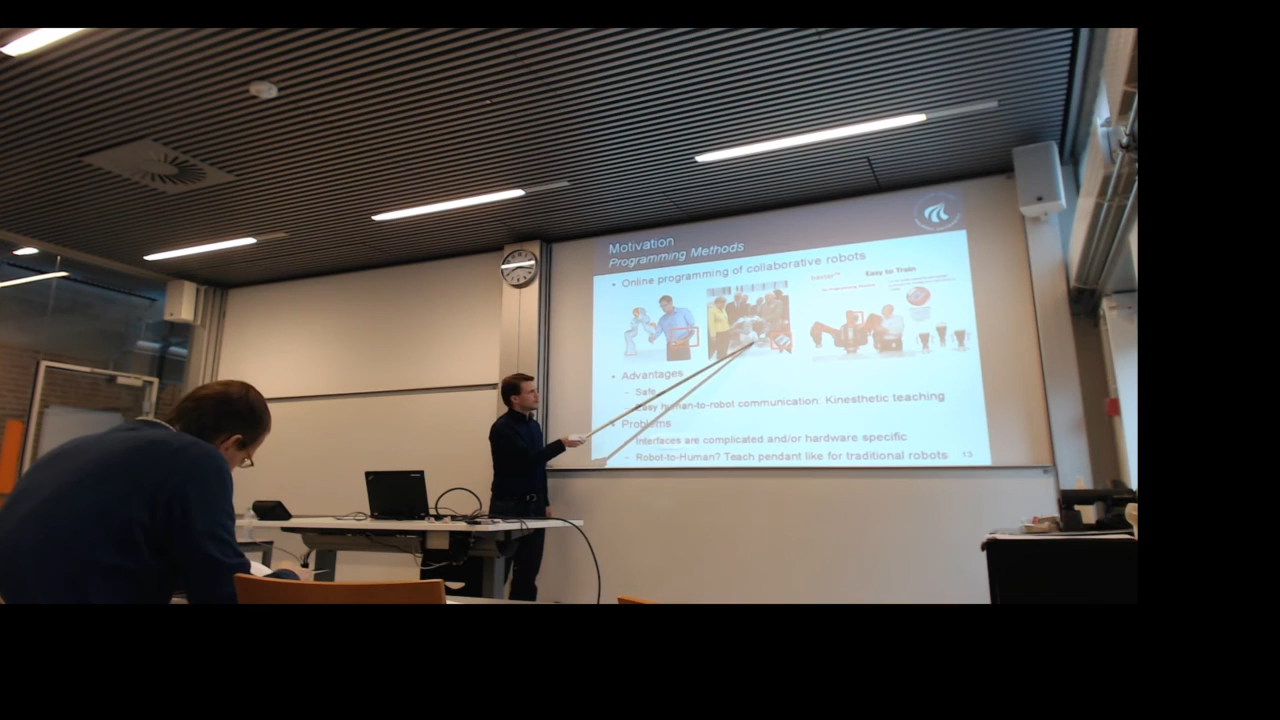 Motivation
Programming Methods
• Online programming of collaborative robots
baxter™
Easy to Train
• Advantages
- Safe
- Easy human-to-robot communication: Kinesthetic teaching
• Problems
- Interfaces are complicated and/or hardware specific
- Robot-to-Human? Teach pendant like for traditional robots
13